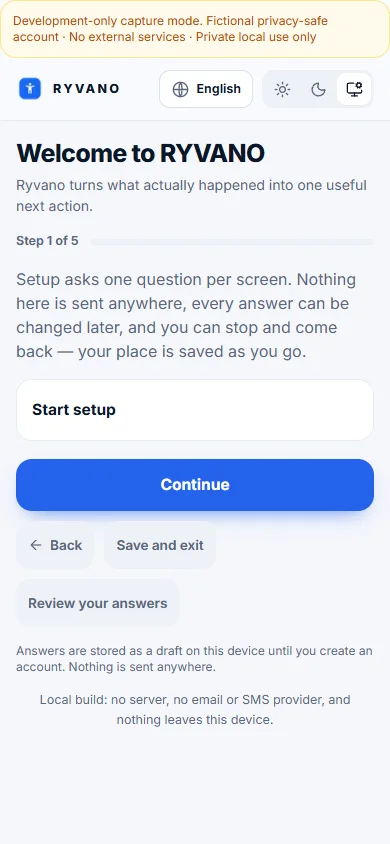 Development-only capture mode. Fictional privacy-safe
account · No external services · Private local use only
RYVANO
English
Welcome to RYVANO
Ryvano turns what actually happened into one useful
next action.
Step 1 of 5
Setup asks one question per screen. Nothing
here is sent anywhere, every answer can be
changed later, and you can stop and come
back — your place is saved as you go.
Start setup
Continue
← Back
Save and exit
Review your answers
Answers are stored as a draft on this device until you create an
account. Nothing is sent anywhere.
Local build: no server, no email or SMS provider, and
nothing leaves this device.